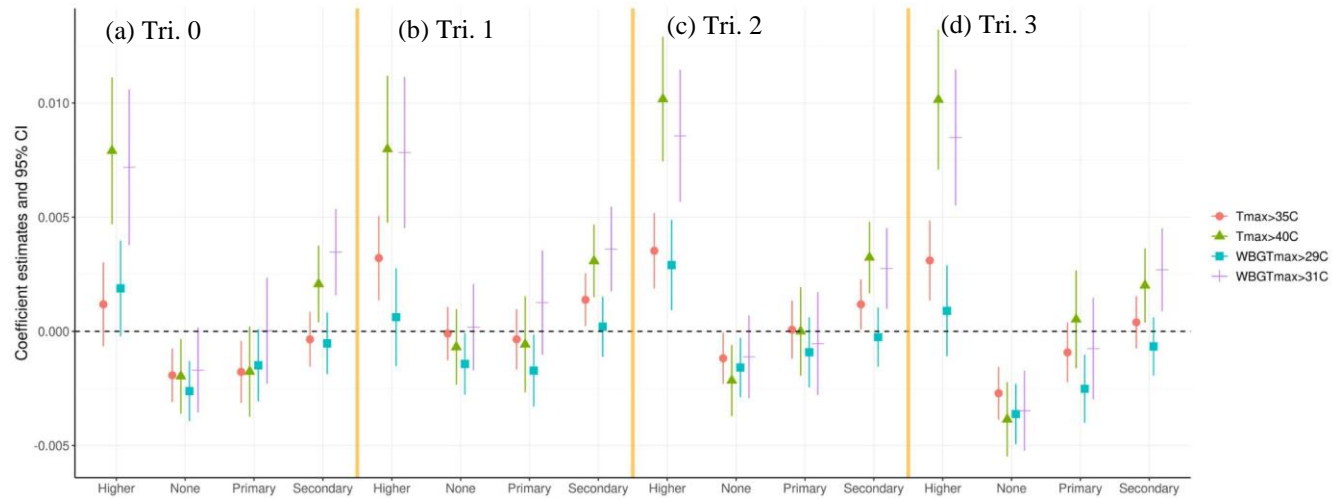 (a) Tri. 0
(b) Tri. 1
(c) Tri. 2
(d) Tri. 3
Coefficient estimates and 95% CI
0.010
0.005
0.000
-0.005
Higher None Primary Secondary Higher None Primary Secondary Higher None Primary Secondary Higher None Primary Secondary
Tmax>35C
Tmax>40C
WBGTmax>29C
WBGTmax>31C